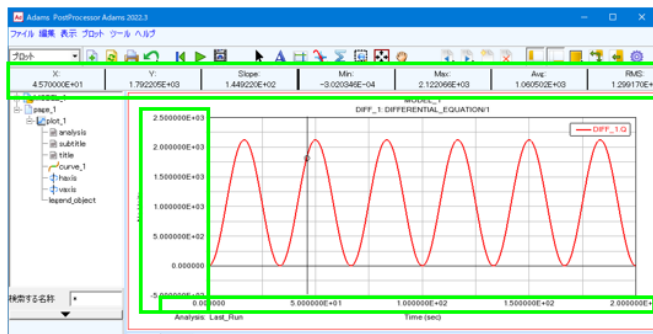 Adams PostProcessor Adams 2022.3
ファイル 編集 表示 プロット ツール ヘルプ
プロット
X: Y: Slope: Min: Max: Avg: RMS:
4.570000E+01 1.792205E+03 1.449220E+02 -3.020346E-04 2.122066E+03 1.060502E+03 1.299170E+
MODEL_1
page_1
plot_1
analysis
subtitle
title
curve_1
haxis
vaxis
legend_object
検索する名称 *
MODEL_1
DIFF_1: DIFFERENTIAL_EQUATION/1
DIFF_1:Q
2.500000E+03
2.000000E+03
1.500000E+03
1.000000E+03
5.000000E+02
0.000000
0.000000 5.000000E+01 1.000000E+02 1.500000E+02 2.000000E+
Analysis: Last_Run Time (sec)